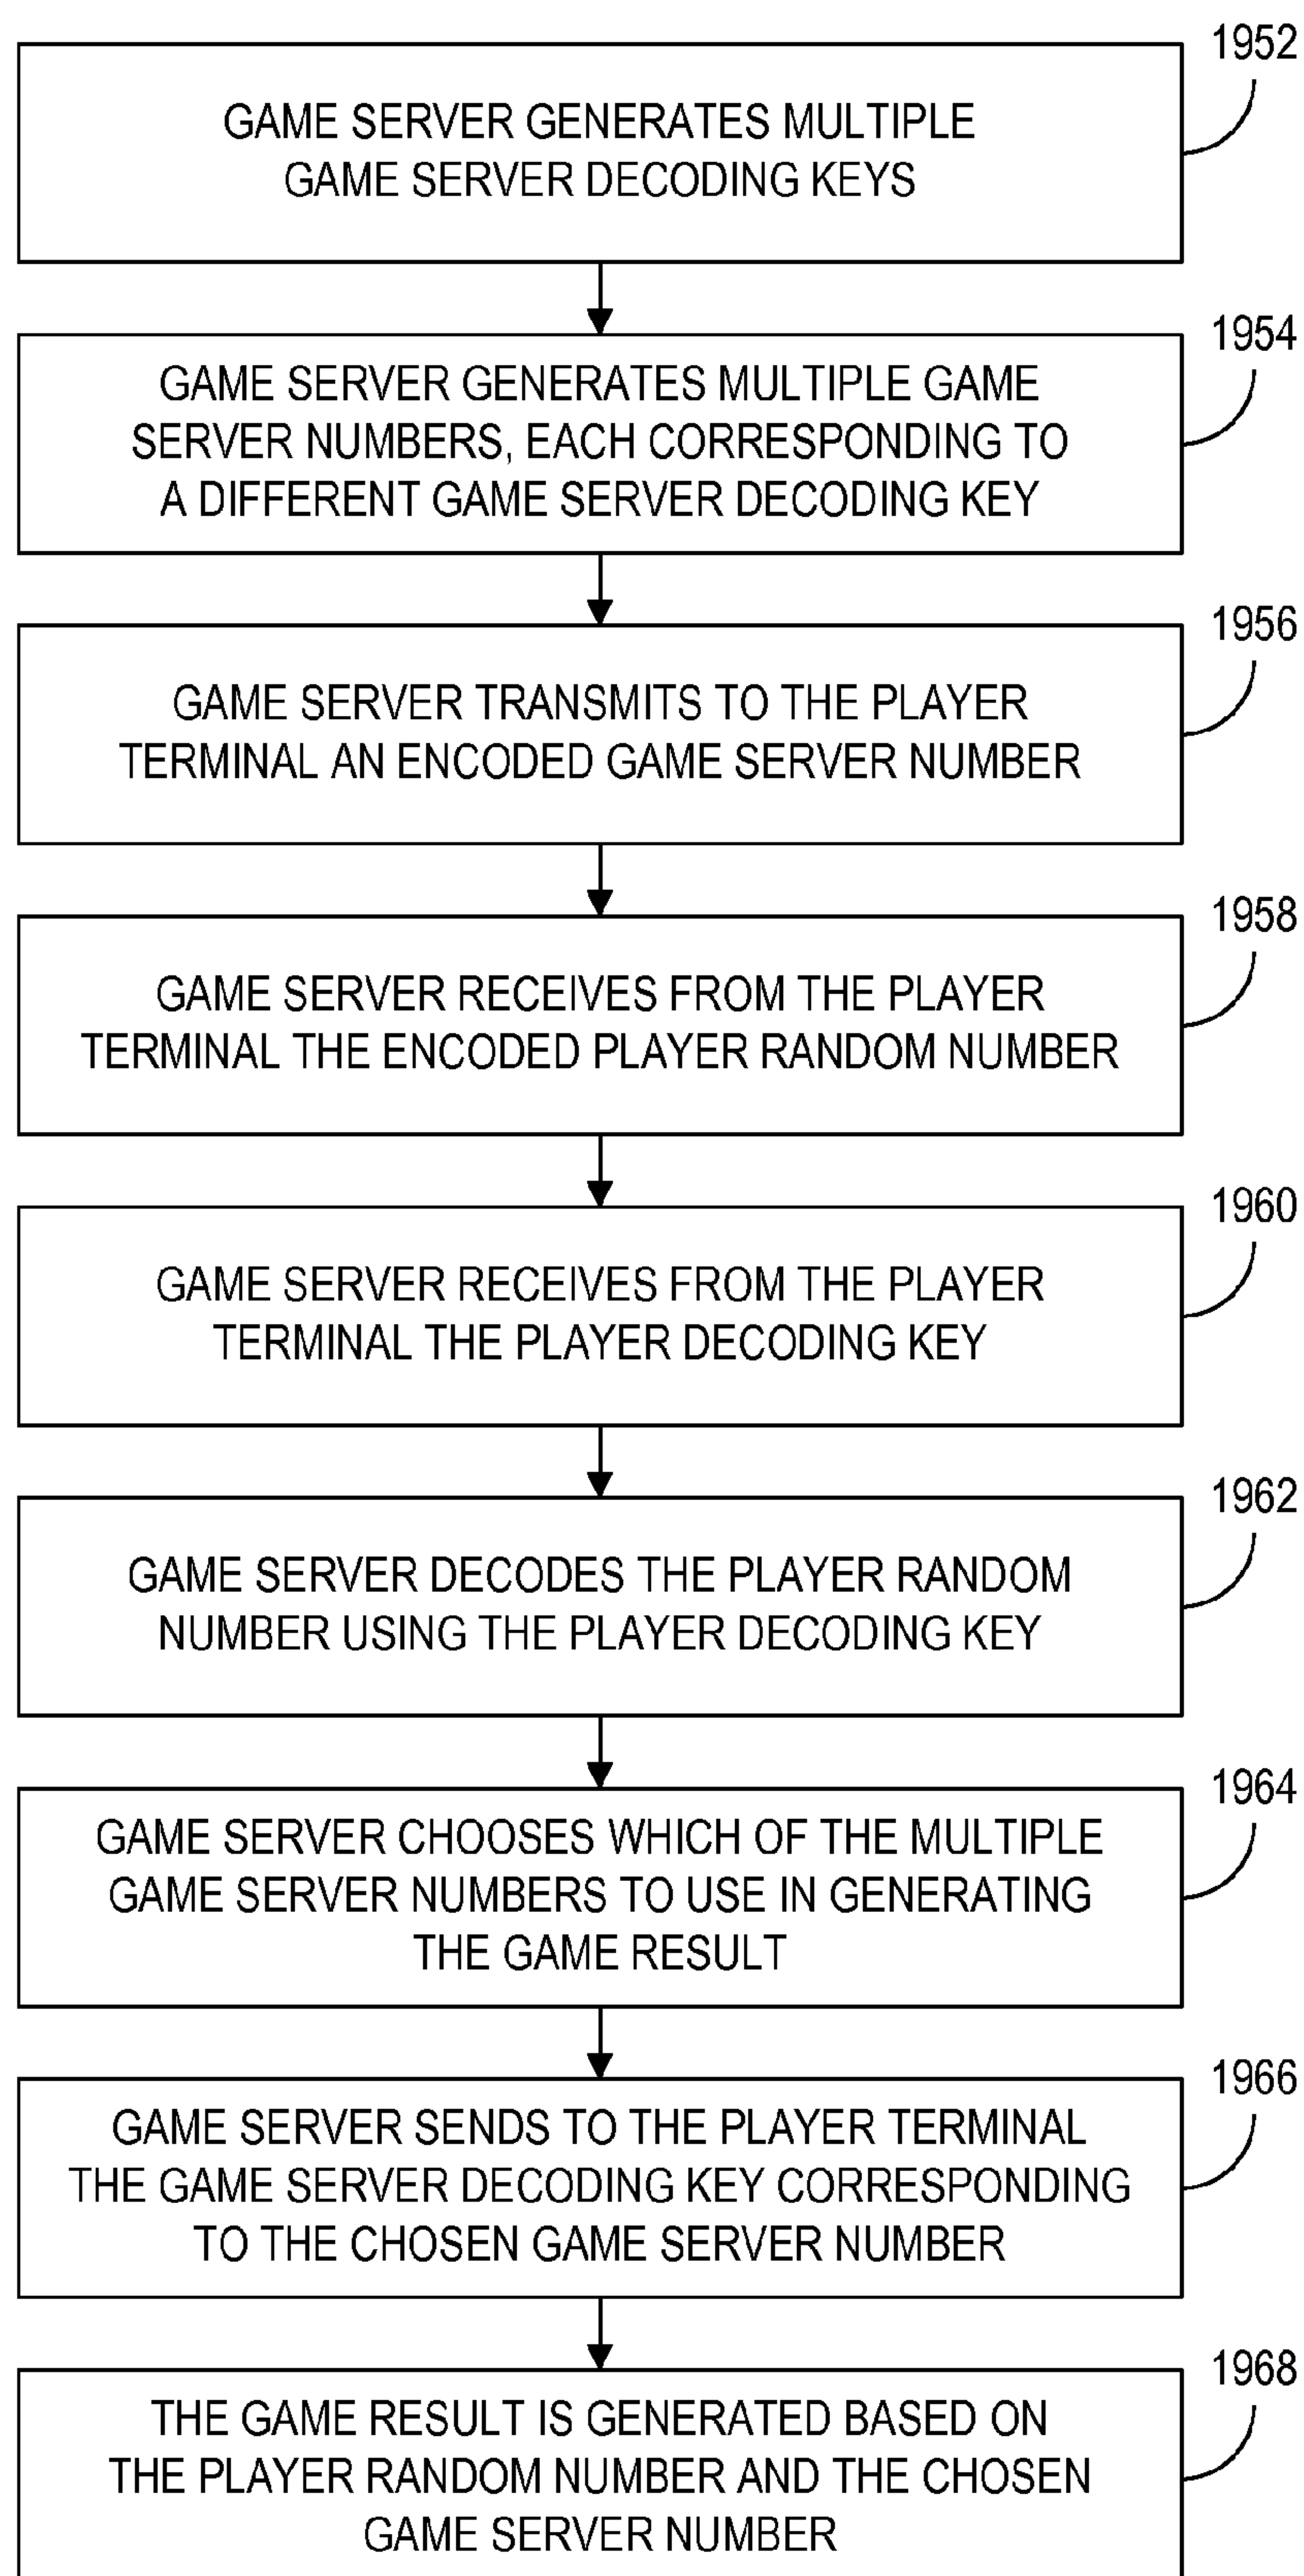 1952
GAME SERVER GENERATES MULTIPLE
GAME SERVER DECODING KEYS
1954
GAME SERVER GENERATES MULTIPLE GAME
SERVER NUMBERS, EACH CORRESPONDING TO
A DIFFERENT GAME SERVER DECODING KEY
1956
GAME SERVER TRANSMITS TO THE PLAYER
TERMINAL AN ENCODED GAME SERVER NUMBER
1958
GAME SERVER RECEIVES FROM THE PLAYER
TERMINAL THE ENCODED PLAYER RANDOM NUMBER
1960
GAME SERVER RECEIVES FROM THE PLAYER
TERMINAL THE PLAYER DECODING KEY
1962
GAME SERVER DECODES THE PLAYER RANDOM
NUMBER USING THE PLAYER DECODING KEY
1964
GAME SERVER CHOOSES WHICH OF THE MULTIPLE
GAME SERVER NUMBERS TO USE IN GENERATING
THE GAME RESULT
1966
GAME SERVER SENDS TO THE PLAYER TERMINAL
THE GAME SERVER DECODING KEY CORRESPONDING
TO THE CHOSEN GAME SERVER NUMBER
1968
THE GAME RESULT IS GENERATED BASED ON
THE PLAYER RANDOM NUMBER AND THE CHOSEN
GAME SERVER NUMBER